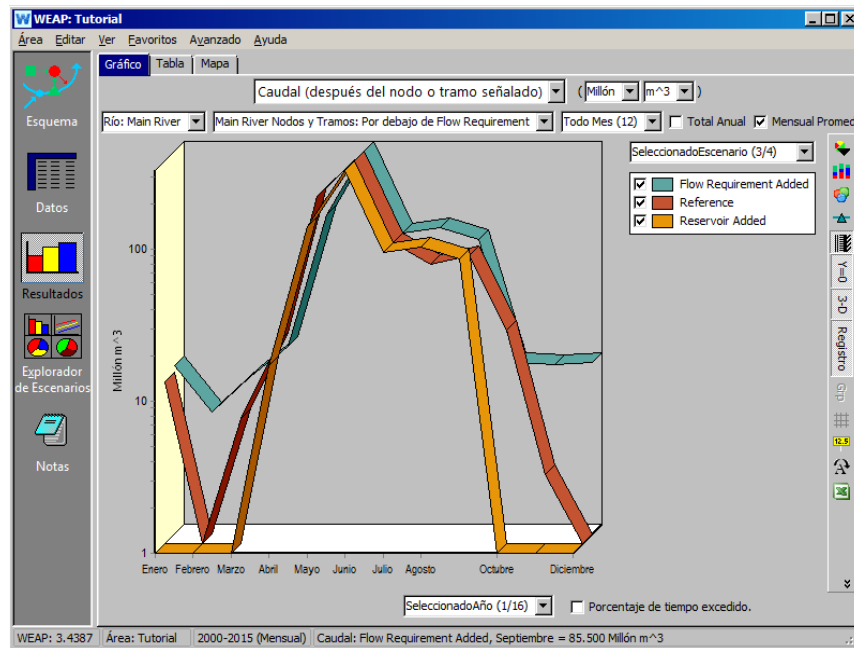 WEAP: Tutorial
Área Editar Ver Favoritos Avanzado Ayuda
Gráfico Tabla Mapa
Caudal (después del nodo o tramo señalado) ( Millón m^3 )
Río: Main River Main River Nodos y Tramos: Por debajo de Flow Requirement Todo Mes (12) Total Anual Mensual Promed
SeleccionadoEscenario (3/4)
Flow Requirement Added
Reference
Reservoir Added
Esquema
Datos
Resultados
Explorador
de Escenarios
Notas
Millón m^3
100
10
1
Enero Febrero Marzo Abril Mayo Junio Julio Agosto Octubre Diciembre
Y=0
3-D
Registro
Grp
12.5
A
SeleccionadoAño (1/16) Porcentaje de tiempo excedido.
WEAP: 3.4387 Área: Tutorial 2000-2015 (Mensual) Caudal: Flow Requirement Added, Septiembre = 85.500 Millón m^3